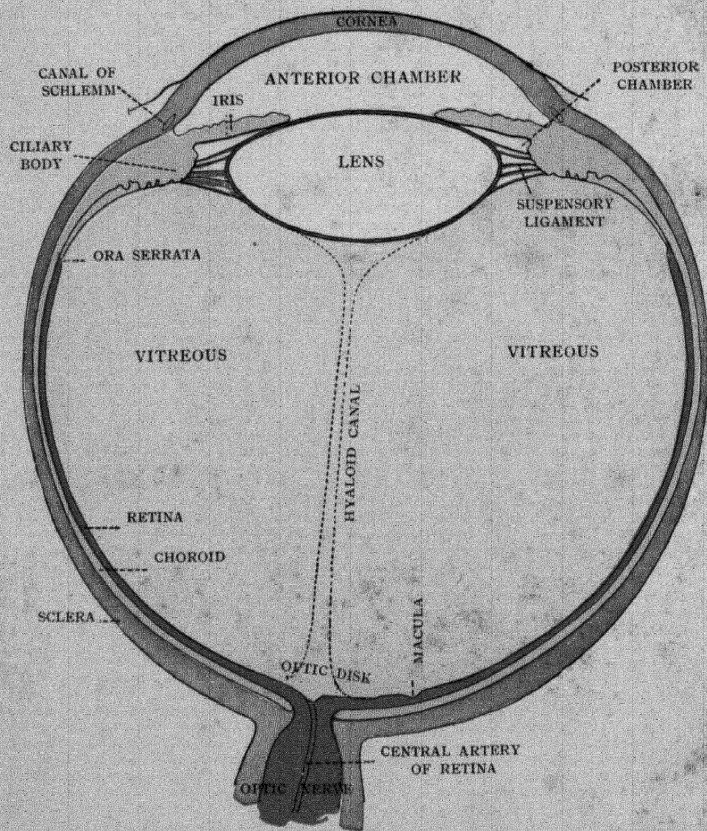 CORNEA
CANAL OF
SCHLEMM
ANTERIOR CHAMBER
POSTERIOR
CHAMBER
IRIS
CILIARY
BODY
LENS
SUSPENSORY
LIGAMENT
ORA SERRATA
VITREOUS
VITREOUS
HYALOID CANAL
RETINA
CHOROID
SCLERA
MACULA
OPTIC DISK
CENTRAL ARTERY
OF RETINA
OPTIC NERVE